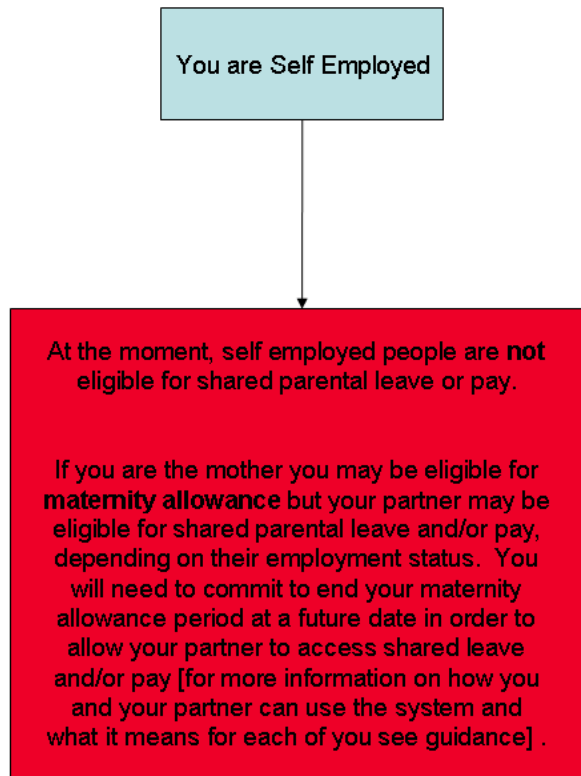 You are Self Employed
At the moment, self employed people are not
eligible for shared parental leave or pay.
If you are the mother you may be eligible for
maternity allowance but your partner may be
eligible for shared parental leave and/or pay,
depending on their employment status.  You
will need to commit to end your maternity
allowance period at a future date in order to
allow your partner to access shared leave
and/or pay [for more information on how you
and your partner can use the system and
what it means for each of you see guidance] .